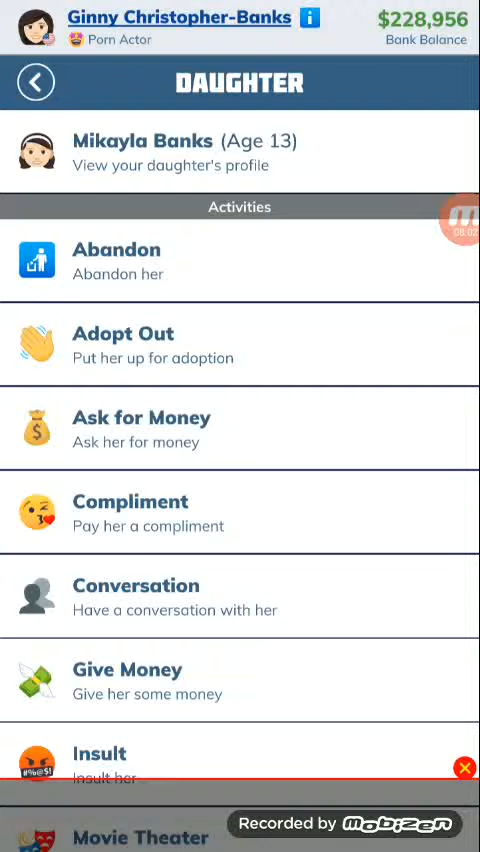 Ginny Christopher-Banks
$228,956
Porn Actor
Bank Balance
DAUGHTER
Mikayla Banks (Age 13)
View your daughter's profile
Activities
08:02
Abandon
Abandon her
Adopt Out
Put her up for adoption
Ask for Money
Ask her for money
Compliment
Pay her a compliment
Conversation
Have a conversation with her
Give Money
Give her some money
#%@$!
Insult
Insult her
Movie Theater
Recorded by mobizen